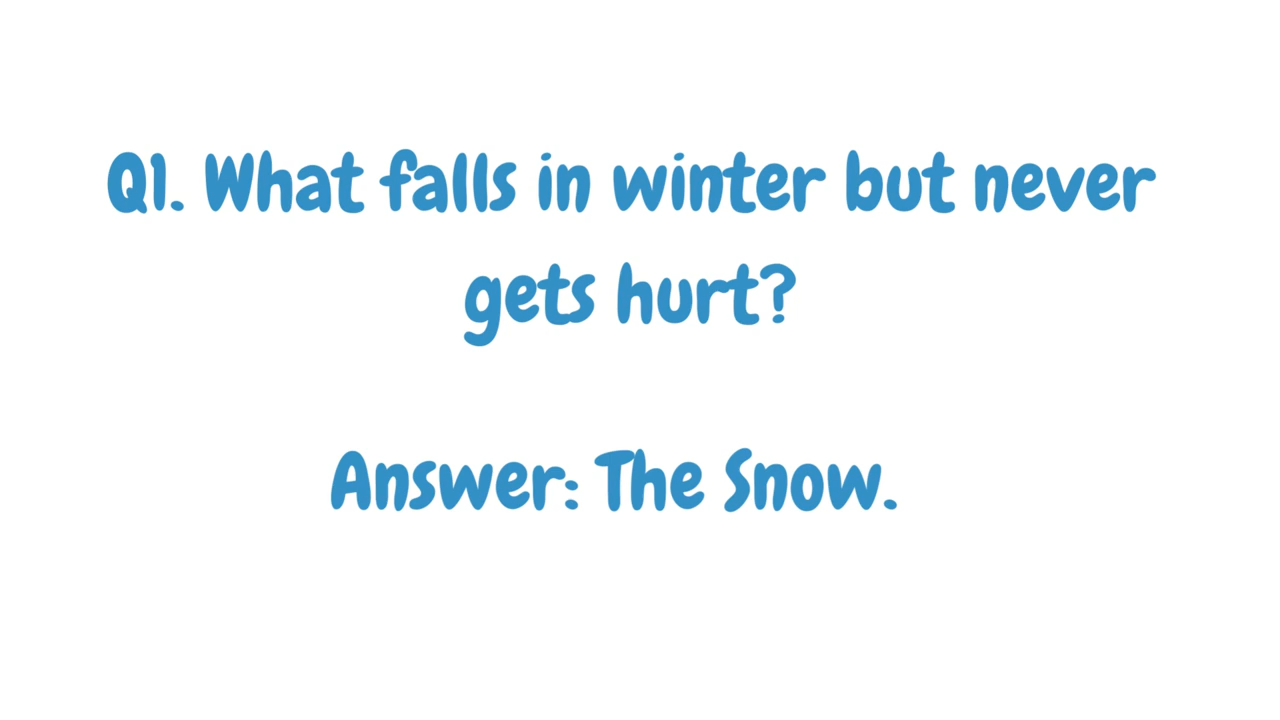 Q1. What falls in winter but never
gets hurt?
Answer: The Snow.